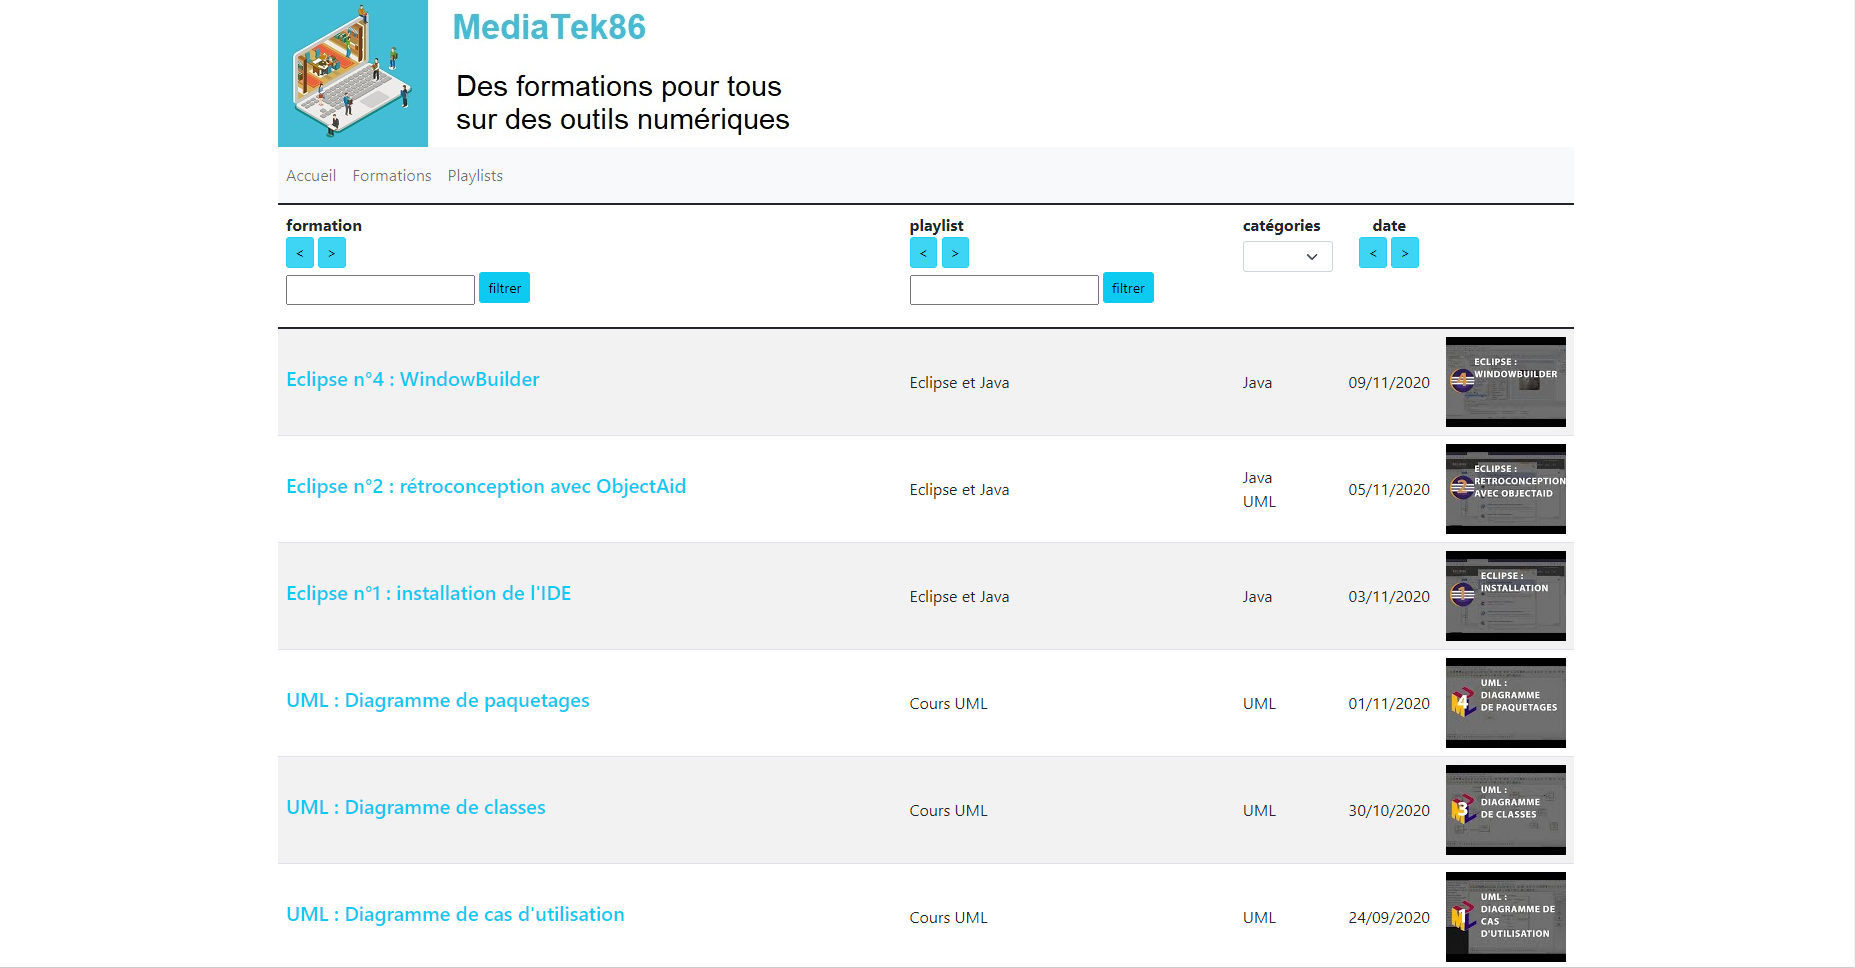 MediaTek86
Des formations pour tous
sur des outils numériques
Accueil Formations Playlists
formation playlist catégories date
< > < > < >
filtrer filtrer
Eclipse n°4 : WindowBuilder Eclipse et Java Java 09/11/2020
4 ECLIPSE :
WINDOWBUILDER
Eclipse n°2 : rétroconception avec ObjectAid Eclipse et Java Java
UML 05/11/2020
2 ECLIPSE :
RETROCONCEPTION
AVEC OBJECTAID
Eclipse n°1 : installation de l'IDE Eclipse et Java Java 03/11/2020
1 ECLIPSE :
INSTALLATION
UML : Diagramme de paquetages Cours UML UML 01/11/2020
4 UML :
DIAGRAMME
DE PAQUETAGES
UML : Diagramme de classes Cours UML UML 30/10/2020
3 UML :
DIAGRAMME
DE CLASSES
UML : Diagramme de cas d'utilisation Cours UML UML 24/09/2020
1 UML :
DIAGRAMME DE
CAS
D'UTILISATION